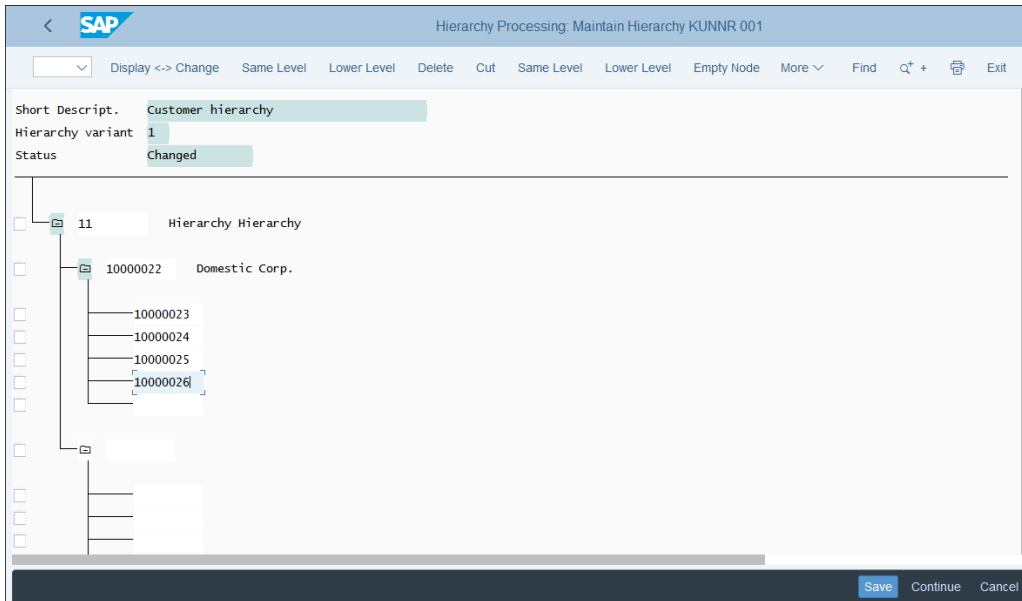 SAP Hierarchy Processing: Maintain Hierarchy KUNNR 001
Display <-> Change Same Level Lower Level Delete Cut Same Level Lower Level Empty Node More Find + Exit
Short Descript. Customer hierarchy
Hierarchy variant 1
Status Changed
11 Hierarchy Hierarchy
10000022 Domestic Corp.
10000023
10000024
10000025
10000026
Save Continue Cancel